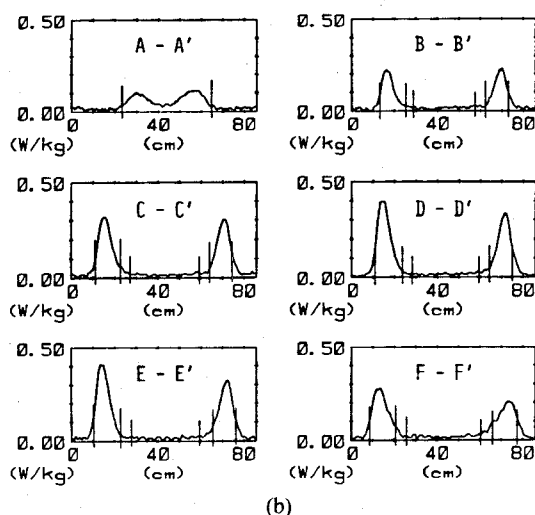 0.50
A - A'
0.00
(W/kg)
(cm)
80
0.50
B - B'
0.00
0 40 80
(W/kg)
(cm)
0.50
C - C'
0.00
0 40 80
(W/kg)
(cm)
0.50
D - D'
0.00
0 40 80
(W/kg)
(cm)
0.50
E - E'
0.00
0 40 80
(W/kg)
(cm)
0.50
F - F'
0.00
0 40 80
(W/kg)
(cm)
(b)